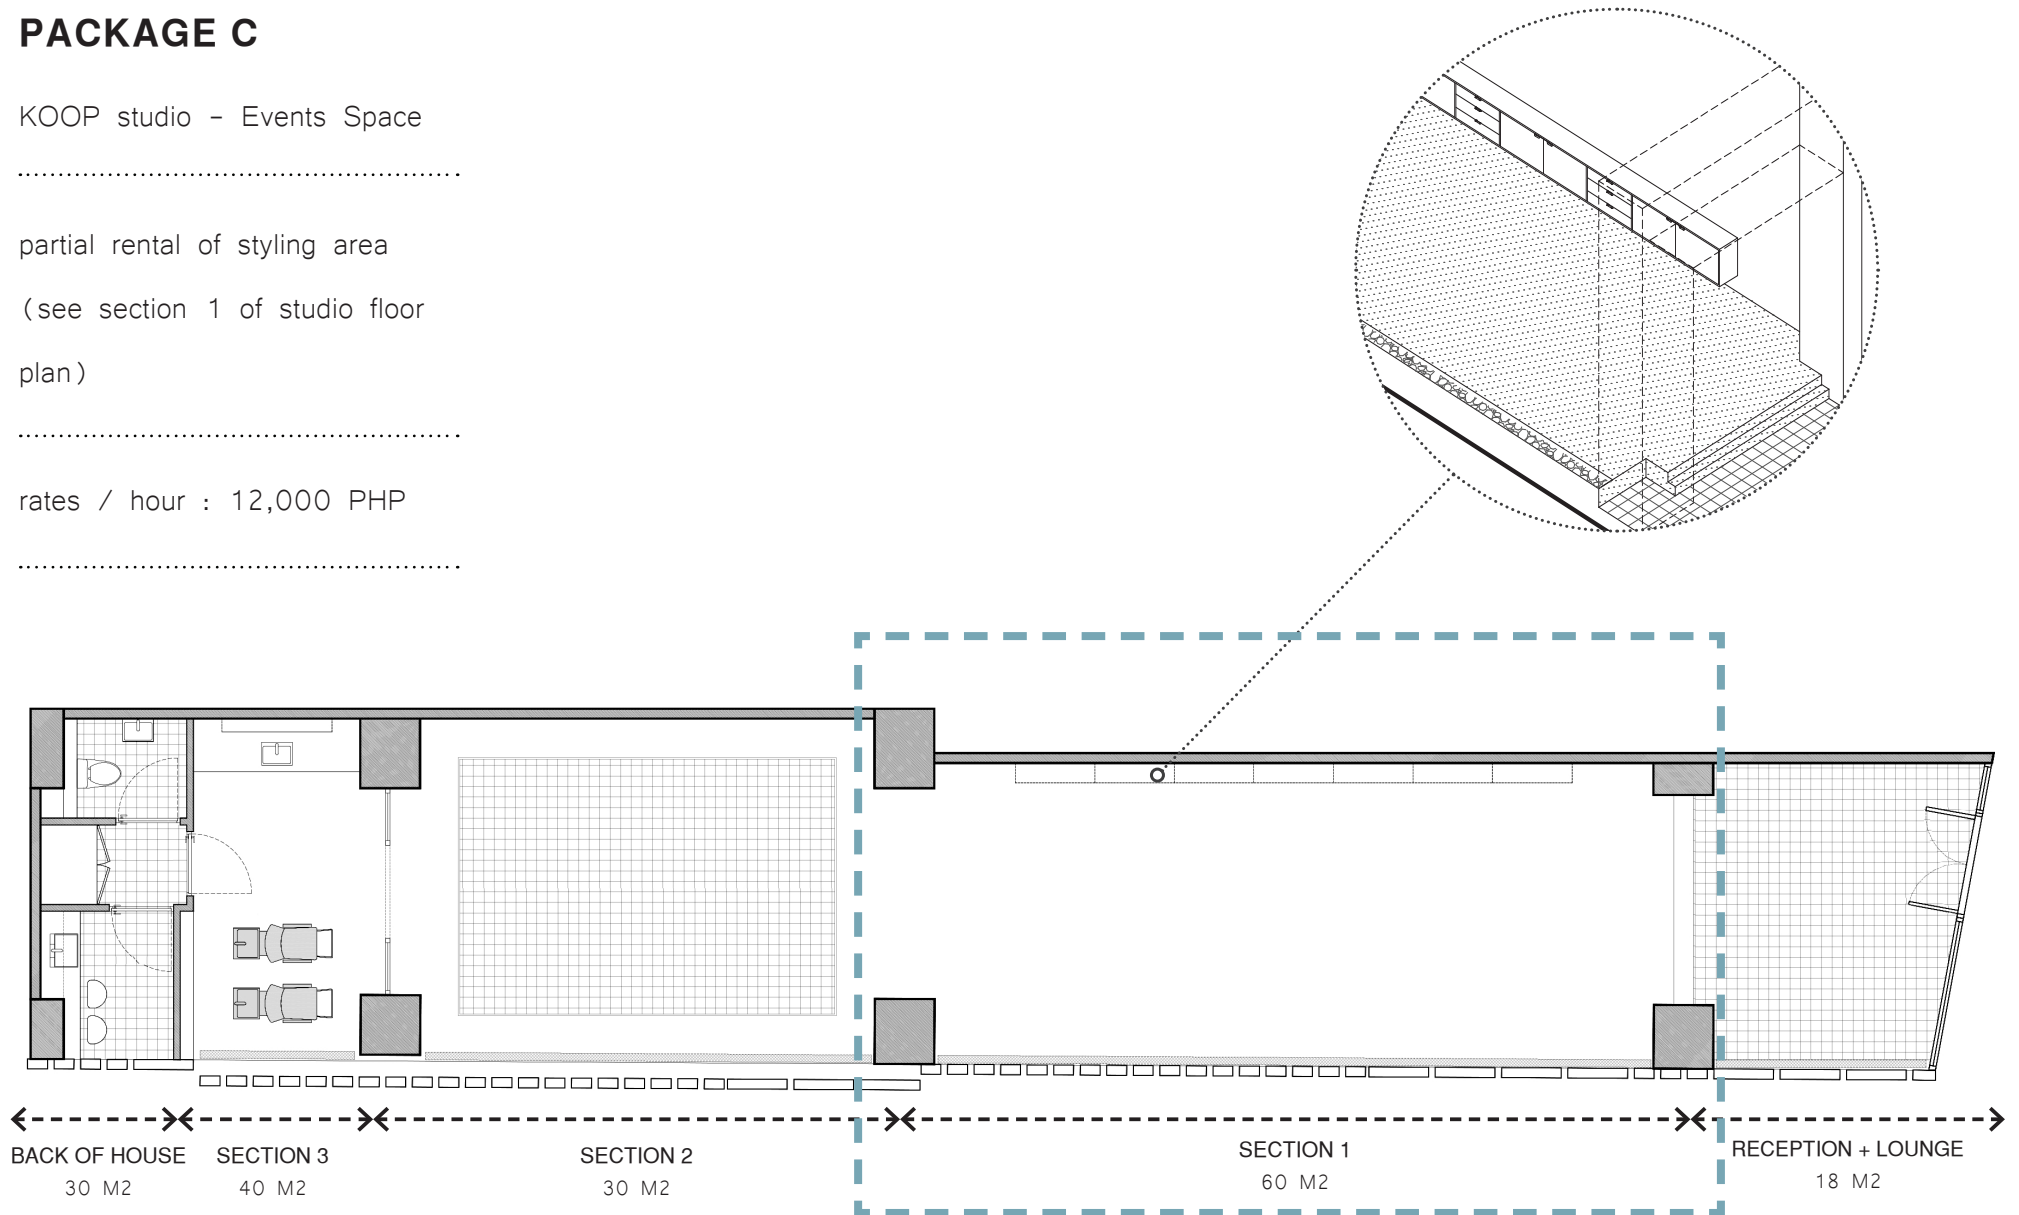 PACKAGE C
KOOP studio – Events Space
partial rental of styling area
(see section 1 of studio floor
plan)
rates / hour : 12,000 PHP
BACK OF HOUSE
30 M2
SECTION 3
40 M2
SECTION 2
30 M2
SECTION 1
60 M2
RECEPTION + LOUNGE
18 M2